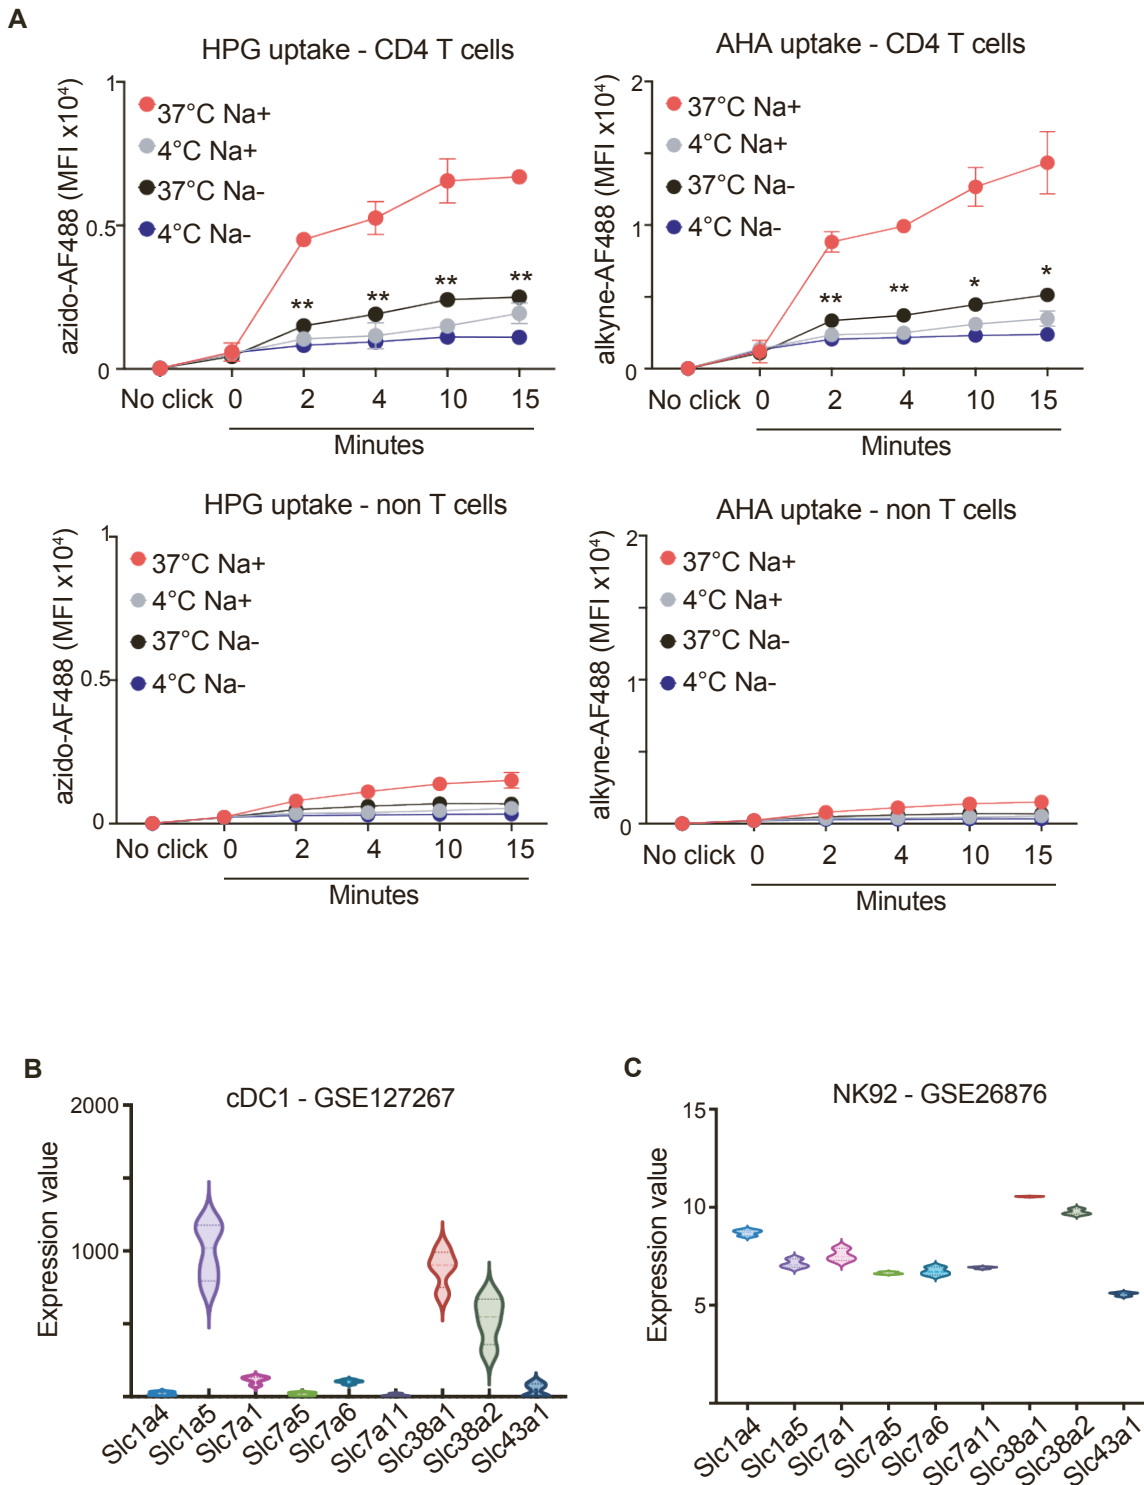 A
HPG uptake - CD4 T cells
azido-AF488 (MFI x10⁴)
1
0.5
0
37°C Na+
4°C Na+
37°C Na-
4°C Na-
** ** ** **
No click 0 2 4 10 15
Minutes
AHA uptake - CD4 T cells
alkyne-AF488 (MFI x10⁴)
2
1
0
37°C Na+
4°C Na+
37°C Na-
4°C Na-
** ** * *
No click 0 2 4 10 15
Minutes
HPG uptake - non T cells
azido-AF488 (MFI x10⁴)
1
0.5
0
37°C Na+
4°C Na+
37°C Na-
4°C Na-
No click 0 2 4 10 15
Minutes
AHA uptake - non T cells
alkyne-AF488 (MFI x10⁴)
2
1
0
37°C Na+
4°C Na+
37°C Na-
4°C Na-
No click 0 2 4 10 15
Minutes
B
cDC1 - GSE127267
Expression value
2000
1000
Slc1a4 Slc1a5 Slc7a1 Slc7a5 Slc7a6 Slc7a11 Slc38a1 Slc38a2 Slc43a1
C
NK92 - GSE26876
Expression value
15
10
5
Slc1a4 Slc1a5 Slc7a1 Slc7a5 Slc7a6 Slc7a11 Slc38a1 Slc38a2 Slc43a1